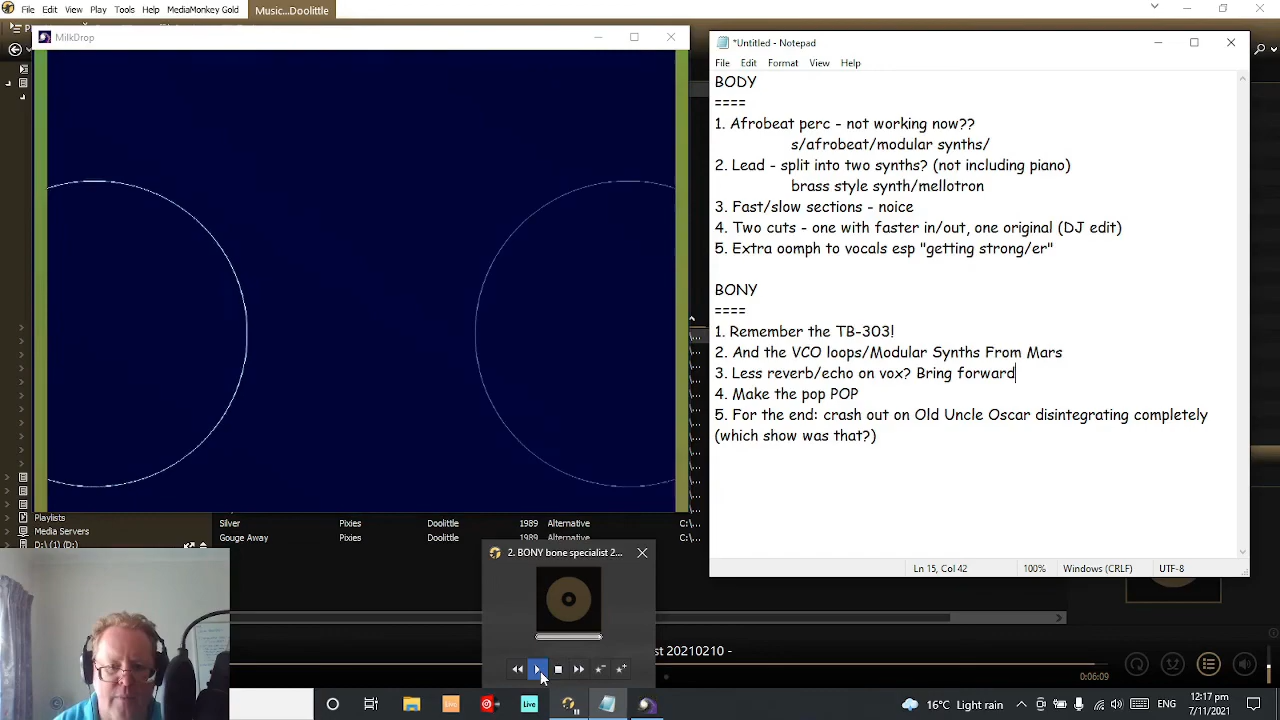 File Edit View Play Tools Help MediaMonkey Gold Music...Doolittle
MilkDrop
*Untitled - Notepad
File Edit Format View Help
BODY
====
1. Afrobeat perc - not working now??
s/afrobeat/modular synths/
2. Lead - split into two synths? (not including piano)
brass style synth/mellotron
3. Fast/slow sections - noice
4. Two cuts - one with faster in/out, one original (DJ edit)
5. Extra oomph to vocals esp "getting strong/er"
BONY
====
1. Remember the TB-303!
2. And the VCO loops/Modular Synths From Mars
3. Less reverb/echo on vox? Bring forward
4. Make the pop POP
5. For the end: crash out on Old Uncle Oscar disintegrating completely
(which show was that?)
Ln 15, Col 42 100% Windows (CRLF) UTF-8
Playlists
Media Servers
D:\ (1) (D:)
Silver Pixies Doolittle 1989 Alternative C:\...
Gouge Away Pixies Doolittle 1989 Alternative C:\...
2. BONY bone specialist 2...
st 20210210 -
0:06:09
Live
Live
16°C Light rain
12:17 pm
7/11/2021